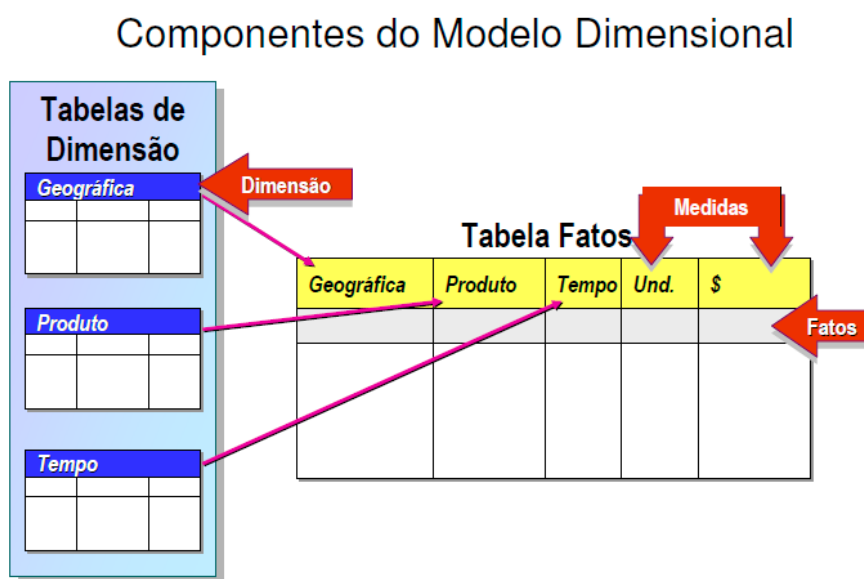 Componentes do Modelo Dimensional
Tabelas de
Dimensão
Geográfica
Dimensão
Medidas
Tabela Fatos
Geográfica
Produto
Tempo
Und.
$
Produto
Fatos
Tempo